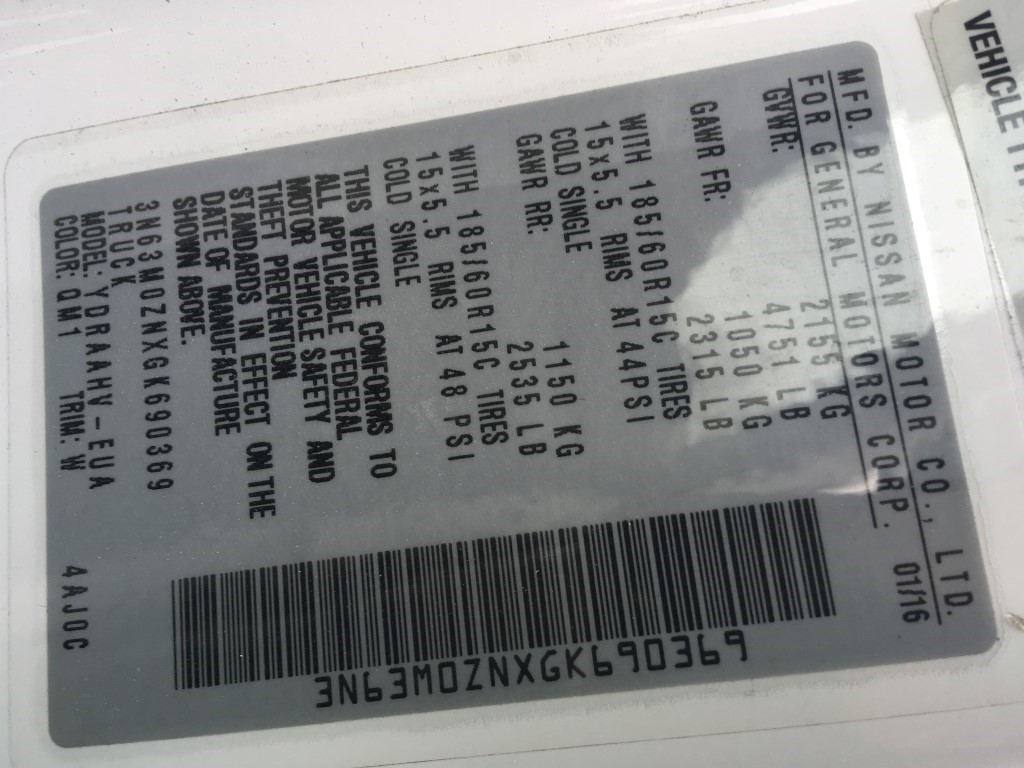 VEHICLE
MFD. BY NISSAN MOTOR CO., LTD.
FOR GENERAL MOTORS CORP. 01/16
GVWR: 2155 KG
4751 LB
GAWR FR: 1050 KG
2315 LB
WITH 185/60R15C TIRES
15x5.5 RIMS AT 44PSI
COLD SINGLE
GAWR RR: 1150 KG
2535 LB
WITH 185/60R15C TIRES
15x5.5 RIMS AT 48 PSI
COLD SINGLE
THIS VEHICLE CONFORMS TO
ALL APPLICABLE FEDERAL
MOTOR VEHICLE SAFETY AND
THEFT PREVENTION
STANDARDS IN EFFECT ON THE
DATE OF MANUFACTURE
SHOWN ABOVE.
3N63M0ZNXGK690369
TRUCK
MODEL: YDRAAHV-EUA
COLOR: QM1 TRIM: W 4AJ0C
3N63M0ZNXGK690369